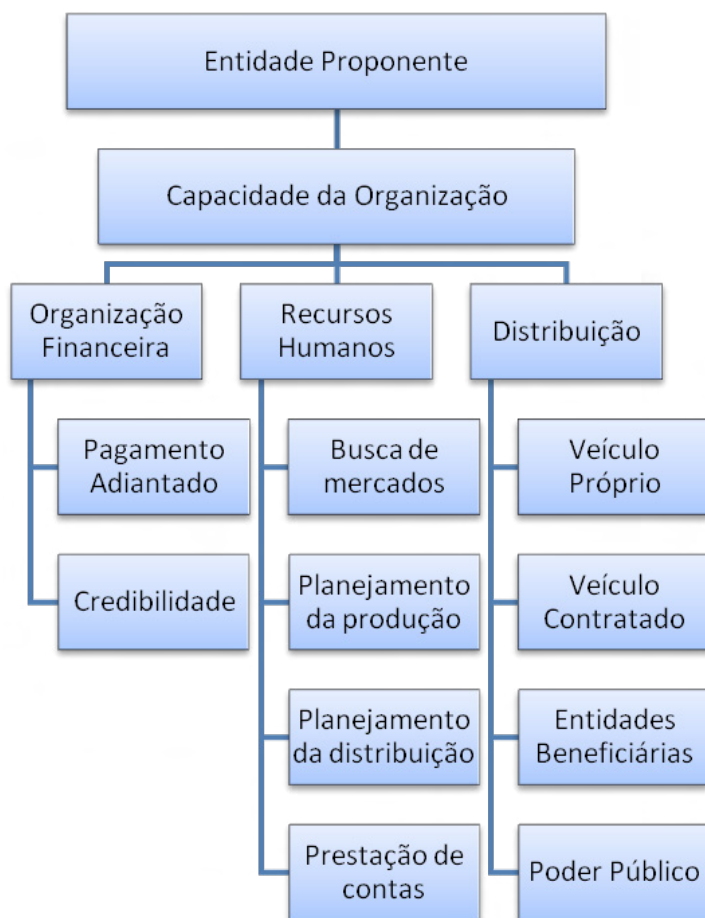 Entidade Proponente
Capacidade da Organização
Organização
Financeira
Recursos
Humanos
Distribuição
Pagamento
Adiantado
Credibilidade
Busca de
mercados
Planejamento
da produção
Planejamento
da distribuição
Prestação de
contas
Veículo
Próprio
Veículo
Contratado
Entidades
Beneficiárias
Poder Público